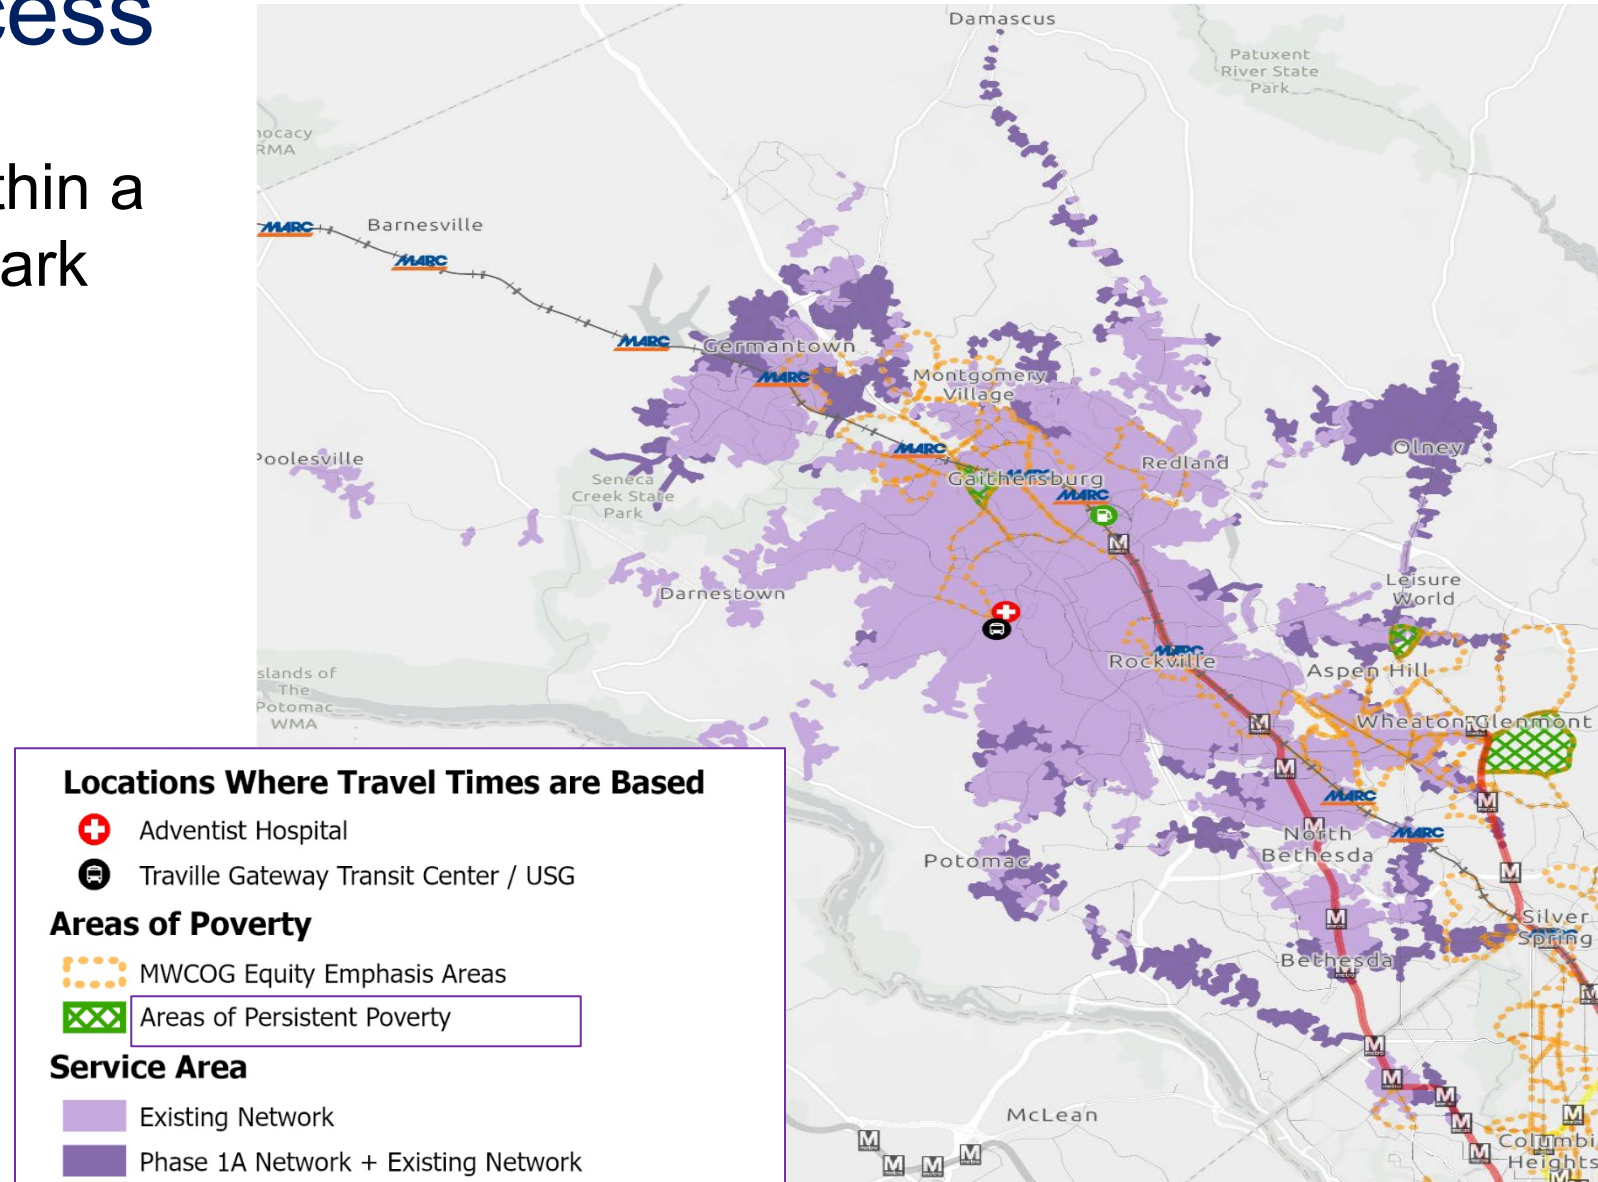 cess
thin a
ark
Damascus
Patuxent
River State
Park
ocacy
RMA
Barnesville
MARC
MARC
MARC
Germantown
MARC
Montgomery
Village
MARC
Poolesville
Olney
Redland
Gaithersburg
MARC
MARC
Seneca
Creek State
Park
M
Darnestown
Leisure
World
MARC
Rockville
Aspen Hill
slands of
The
Potomac
WMA
Wheaton-Glenmont
M
M
M
MARC
M
M
MARC
North
Bethesda
Potomac
M
M
Silver
Spring
Bethesda
M
M
M
M
M
M
McLean
M
M
M
M
M
M
Columbi
Heights
M
Locations Where Travel Times are Based
Adventist Hospital
Traville Gateway Transit Center / USG
Areas of Poverty
MWCOG Equity Emphasis Areas
Areas of Persistent Poverty
Service Area
Existing Network
Phase 1A Network + Existing Network